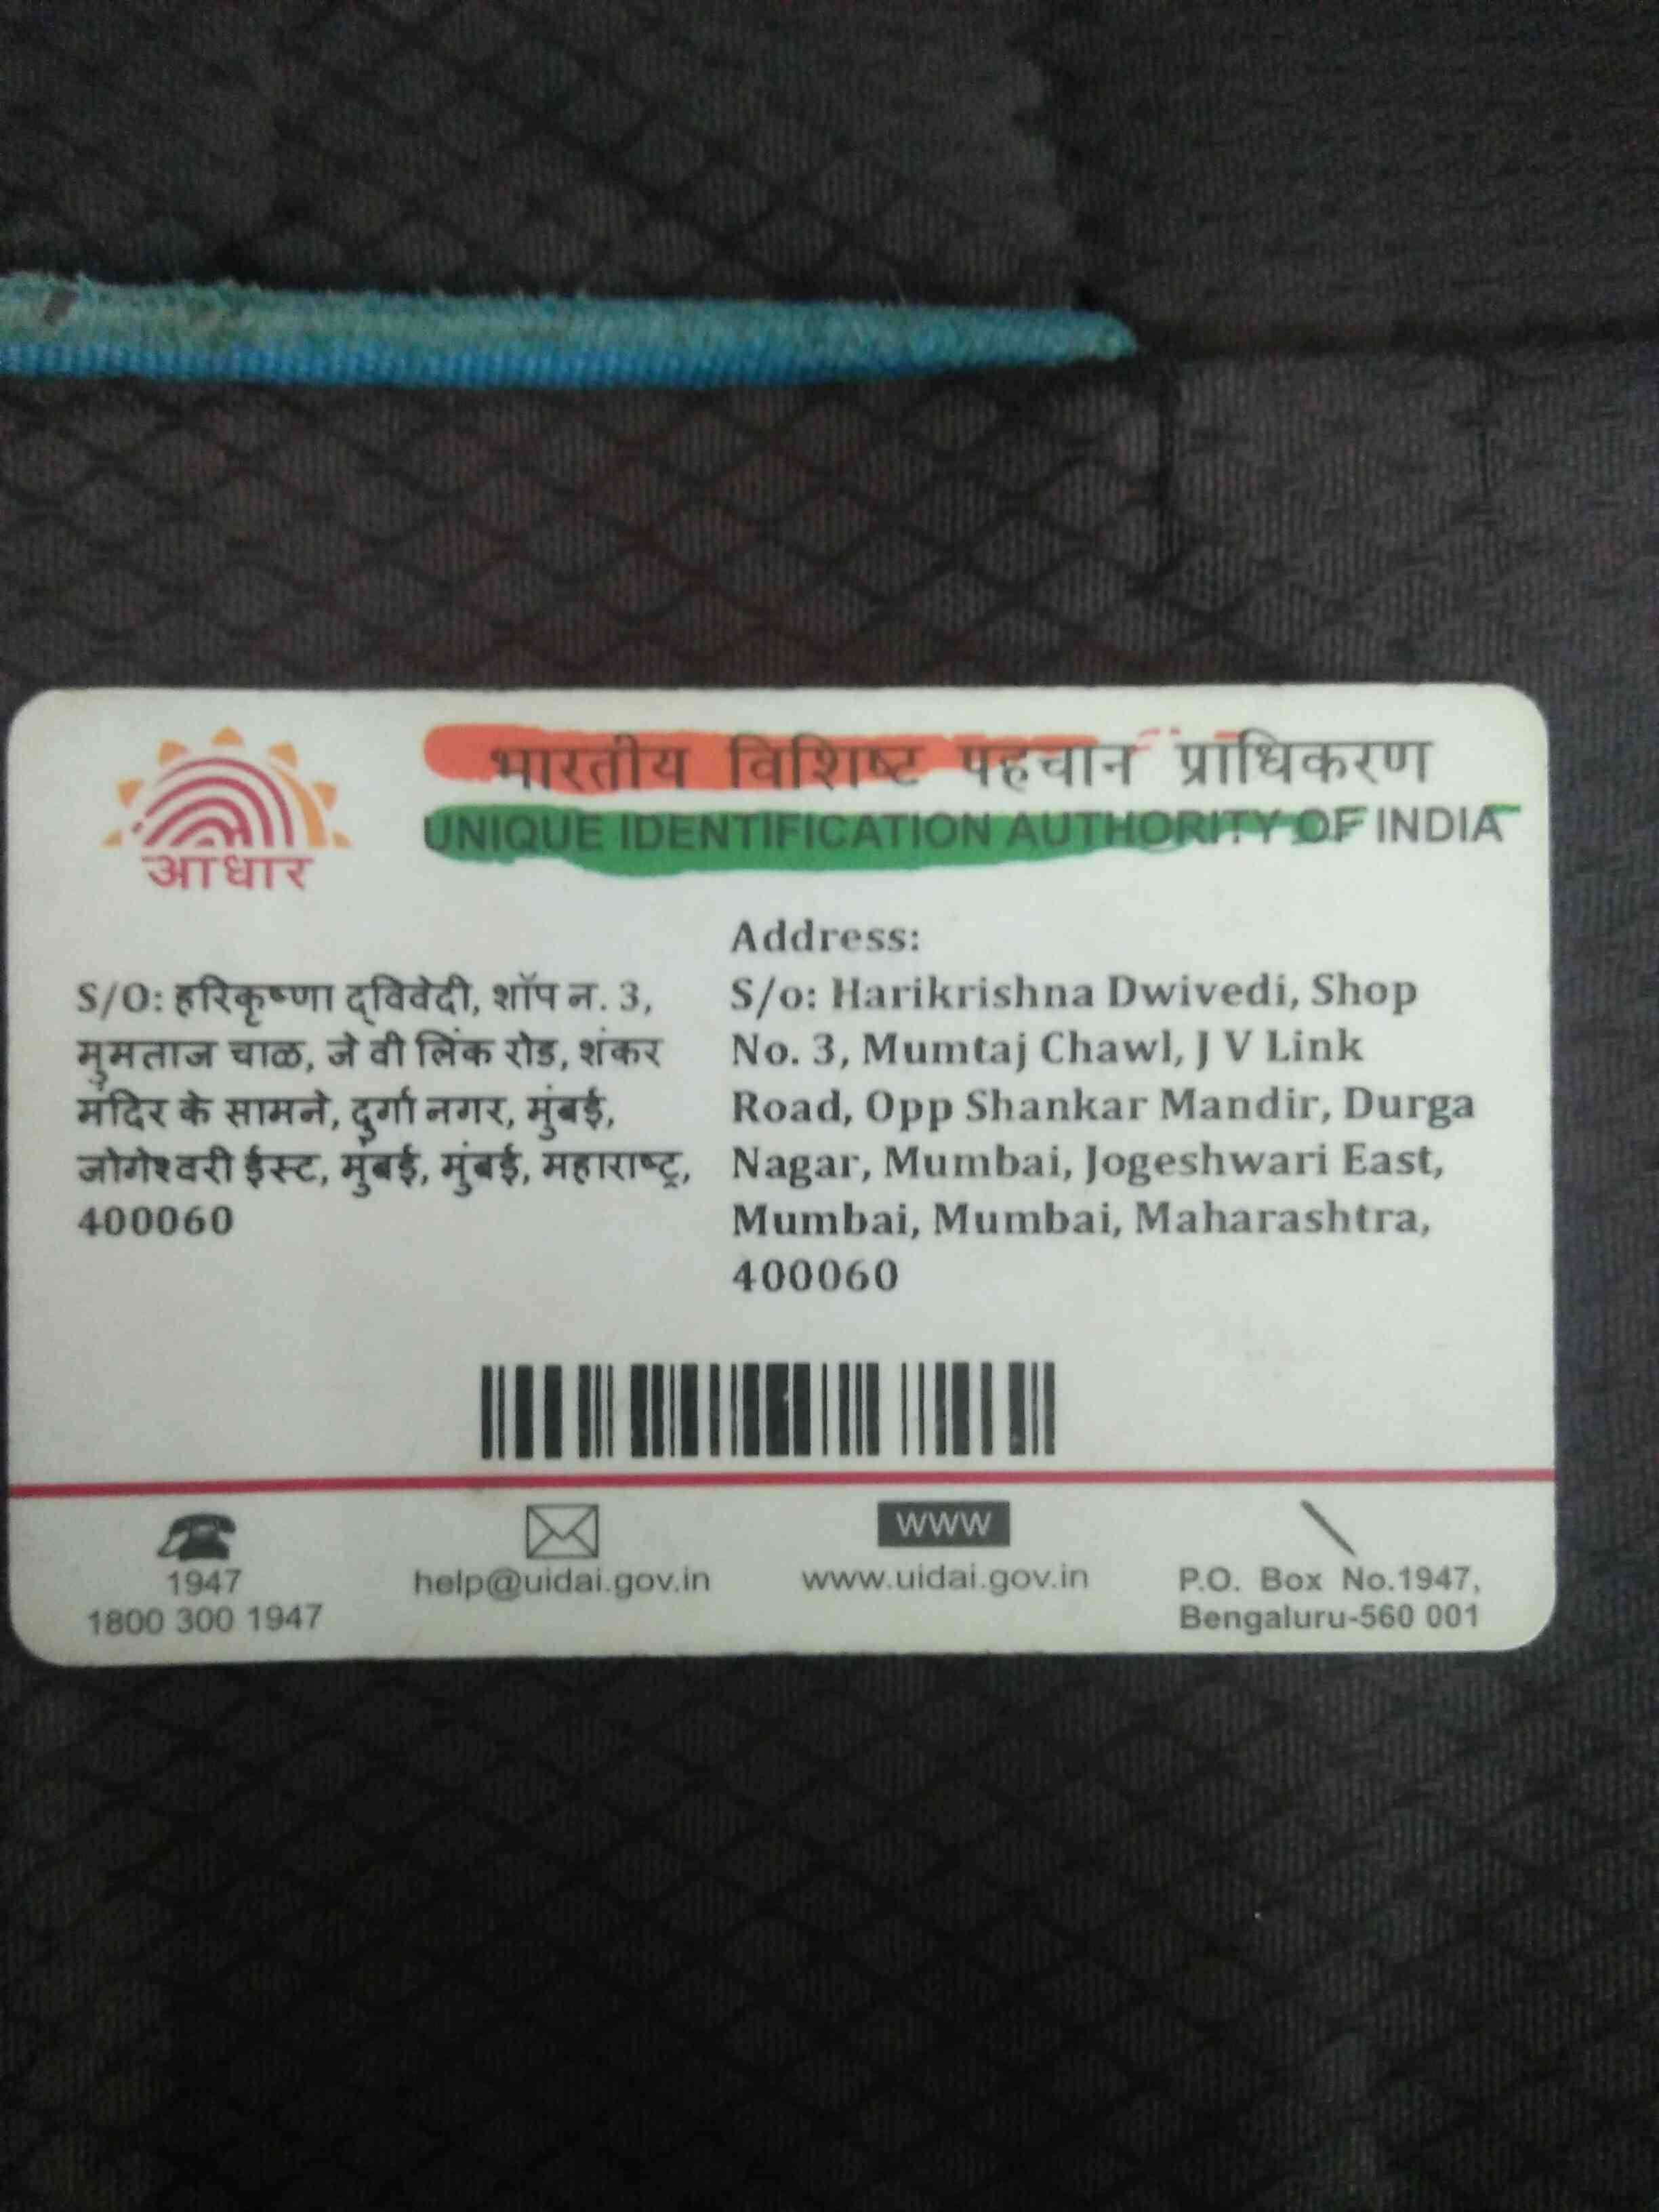 भारतीय विशिष्ट पहचान प्राधिकरण
UNIQUE IDENTIFICATION AUTHORITY OF INDIA
आधार
S/O: हरिकृष्णा द्विवेदी, शॉप न. 3,
मुमताज चाळ, जे वी लिंक रोड, शंकर
मंदिर के सामने, दुर्गा नगर, मुंबई,
जोगेश्वरी ईस्ट, मुंबई, मुंबई, महाराष्ट्र,
400060
Address:
S/o: Harikrishna Dwivedi, Shop
No. 3, Mumtaj Chawl, J V Link
Road, Opp Shankar Mandir, Durga
Nagar, Mumbai, Jogeshwari East,
Mumbai, Mumbai, Maharashtra,
400060
1947
1800 300 1947
help@uidai.gov.in
WWW
www.uidai.gov.in
P.O. Box No.1947,
Bengaluru-560 001